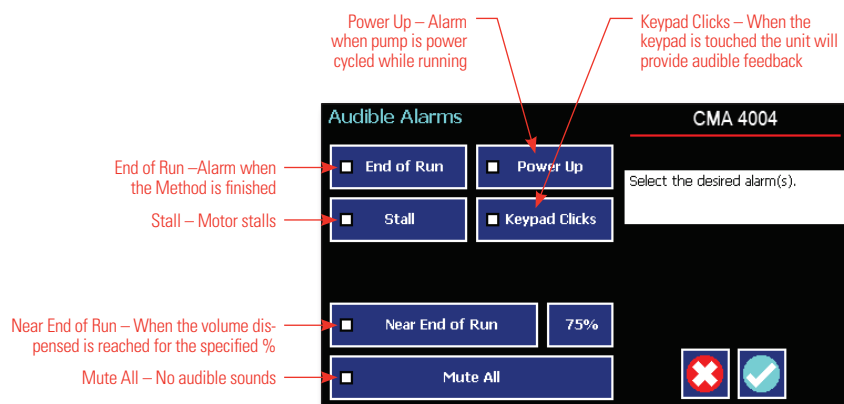 Power Up – Alarm
when pump is power
cycled while running
Keypad Clicks – When the
keypad is touched the unit will
provide audible feedback
Audible Alarms
CMA 4004
End of Run –Alarm when
the Method is finished
End of Run
Power Up
Select the desired alarm(s).
Stall – Motor stalls
Stall
Keypad Clicks
Near End of Run – When the volume dis-
pensed is reached for the specified %
Near End of Run
75%
Mute All – No audible sounds
Mute All